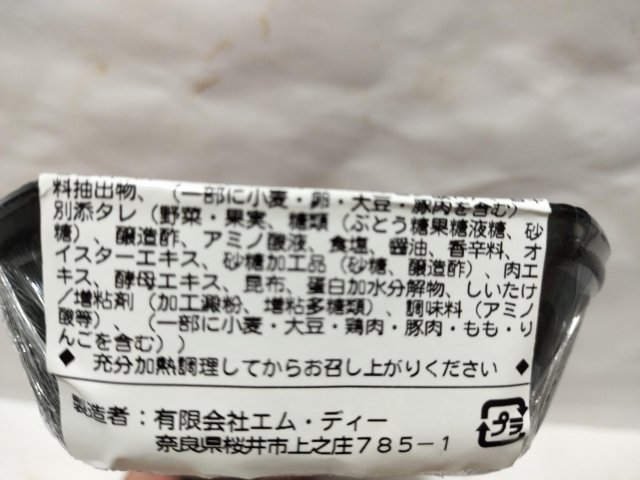 料抽出物、(一部に小麦・卵・大豆・豚肉を含む)
別添タレ(野菜・果実、糖類(ぶとう糖果糖液糖、砂
糖)、醸造酢、アミノ酸液、食塩、醤油、香辛料、オ
イスターエキス、砂糖加工品(砂糖、醸造酢)、肉エ
キス、酵母エキス、昆布、蛋白加水分解物、しいたけ
/増粘剤(加工澱粉、増粘多糖類)、調味料(アミノ
酸等)、(一部に小麦・大豆・鶏肉・豚肉・もも・り
んごを含む))
◆ 充分加熱調理してからお召し上がりください ◆
製造者:有限会社エム・ディー
奈良県桜井市上之庄785-1
プラ